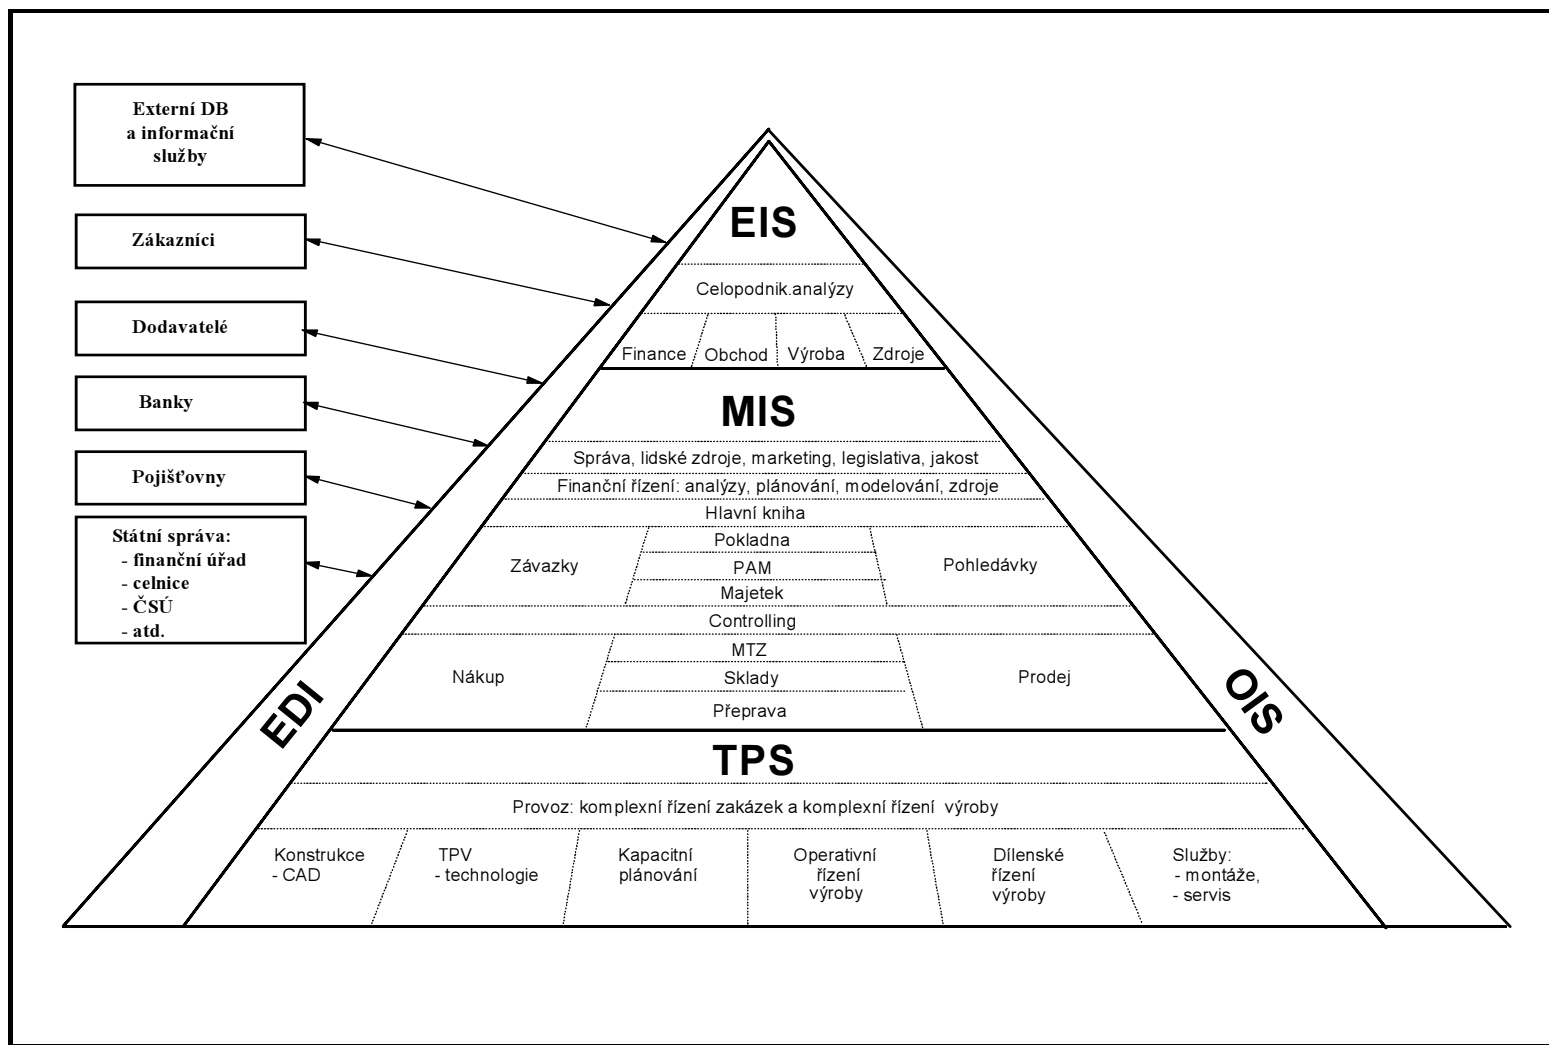 Externí DB
a informační
služby
Zákazníci
Dodavatelé
Banky
Pojišťovny
Státní správa:
- finanční úřad
- celnice
- ČSÚ
- atd.
EDI
EIS
Celopodnik.analýzy
Finance
Obchod
Výroba
Zdroje
MIS
Správa, lidské zdroje, marketing, legislativa, jakost
Finanční řízení: analýzy, plánování, modelování, zdroje
Hlavní kniha
Závazky
Pokladna
PAM
Majetek
Pohledávky
Controlling
Nákup
MTZ
Sklady
Přeprava
Prodej
TPS
Provoz: komplexní řízení zakázek a komplexní řízení výroby
Konstrukce
- CAD
TPV
- technologie
Kapacitní
plánování
Operativní
řízení
výroby
Dílenské
řízení
výroby
Služby:
- montáže,
- servis
OIS